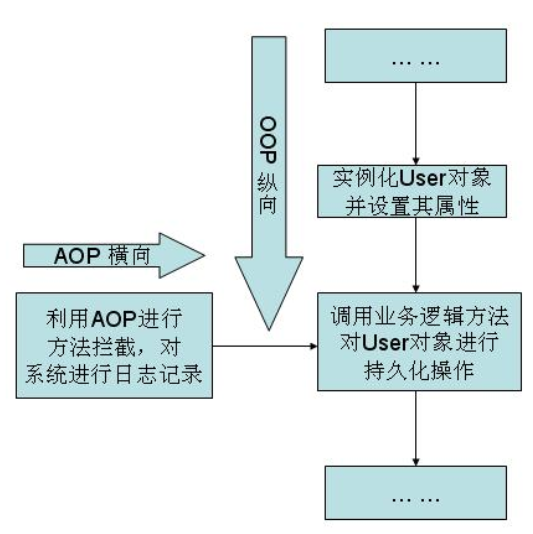 ... ...
OOP 纵向
实例化User对象
并设置其属性
AOP 横向
利用AOP进行
方法拦截，对
系统进行日志记录
调用业务逻辑方法
对User对象进行
持久化操作
... ...